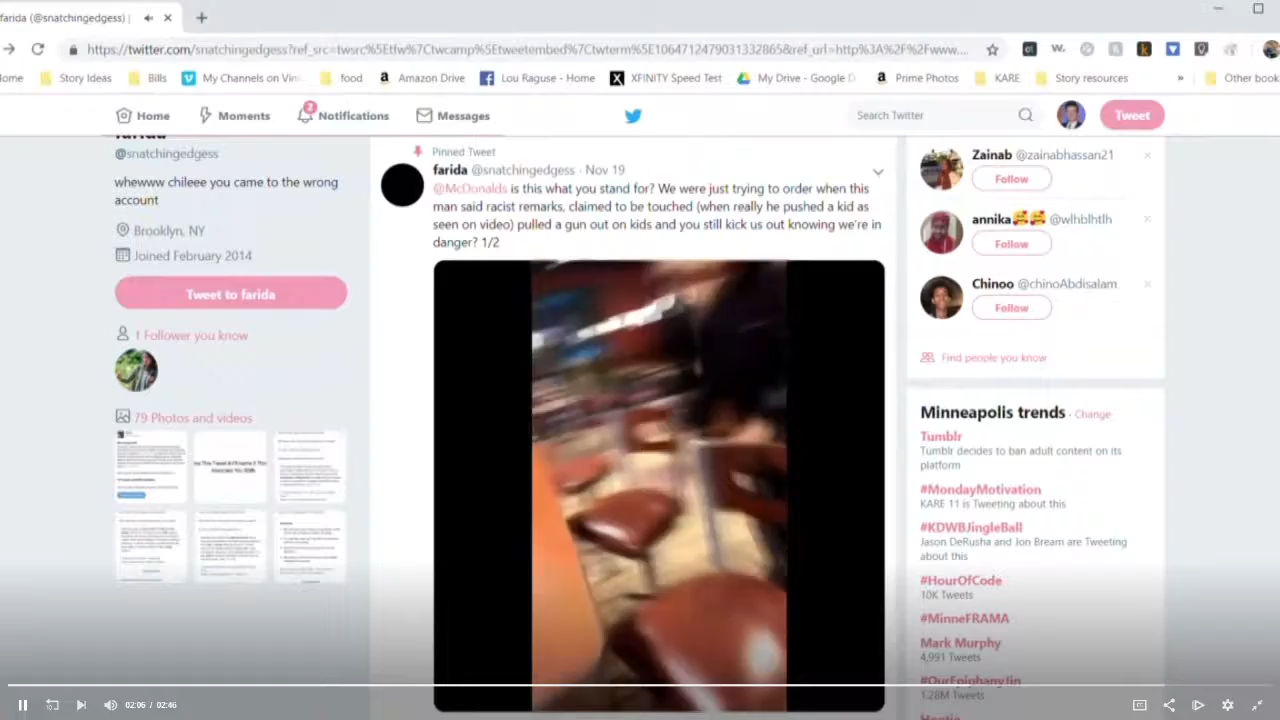 farida (@snatchingedgess) |
https://twitter.com/snatchingedgess?ref_src=twsrc%5Etfw%7Ctwcamp%5Etweetembed%7Ctwterm%5E1064712479031332865&ref_url=http%3A%2F%2Fwww....
ome Story Ideas Bills My Channels on Vim food Amazon Drive Lou Raguse - Home XFINITY Speed Test My Drive - Google D Prime Photos KARE Story resources » Other book
Home Moments 2 Notifications Messages Search Twitter Tweet
farida
@snatchingedgess
whewww chileee you came to the wrong
account
Brooklyn, NY
Joined February 2014
Tweet to farida
1 Follower you know
79 Photos and videos
Pinned Tweet
farida @snatchingedgess · Nov 19
@McDonalds is this what you stand for? We were just trying to order when this
man said racist remarks, claimed to be touched (when really he pushed a kid as
seen on video) pulled a gun out on kids and you still kick us out knowing we're in
danger? 1/2
Zainab @zainabhassan21
Follow
annika @wlhblhtlh
Follow
Chinoo @chinoAbdisalam
Follow
Find people you know
Minneapolis trends · Change
Tumblr
Tumblr decides to ban adult content on its
platform
#MondayMotivation
KARE 11 is Tweeting about this
#KDWBJingleBall
Jason DeRusha and Jon Bream are Tweeting
about this
#HourOfCode
10K Tweets
#MinneFRAMA
Mark Murphy
4,991 Tweets
#OurEpiphanyJin
1.28M Tweets
02:06 / 02:46